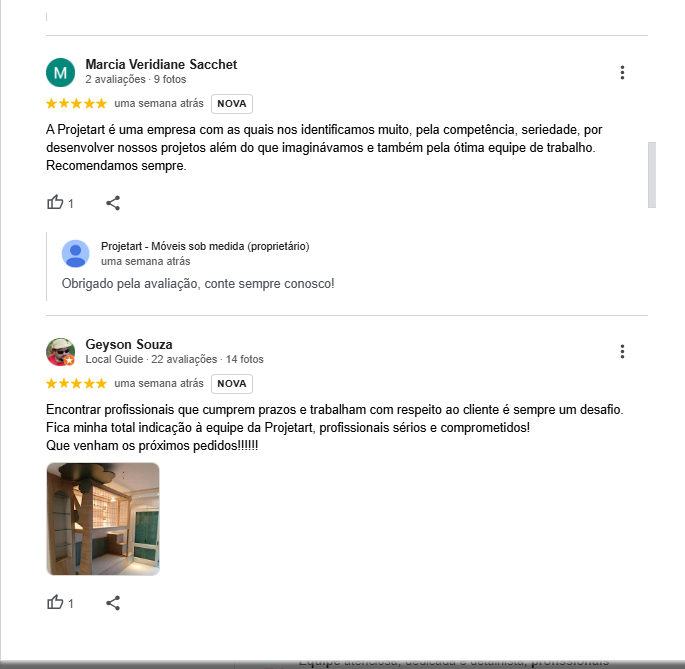 Marcia Veridiane Sacchet
2 avaliações · 9 fotos
uma semana atrás NOVA
A Projetart é uma empresa com as quais nos identificamos muito, pela competência, seriedade, por
desenvolver nossos projetos além do que imaginávamos e também pela ótima equipe de trabalho.
Recomendamos sempre.
1
Projetart - Móveis sob medida (proprietário)
uma semana atrás
Obrigado pela avaliação, conte sempre conosco!
Geyson Souza
Local Guide · 22 avaliações · 14 fotos
uma semana atrás NOVA
Encontrar profissionais que cumprem prazos e trabalham com respeito ao cliente é sempre um desafio.
Fica minha total indicação à equipe da Projetart, profissionais sérios e comprometidos!
Que venham os próximos pedidos!!!!!!
1
Equipe atenciosa, dedicada e detalhista, profissionais